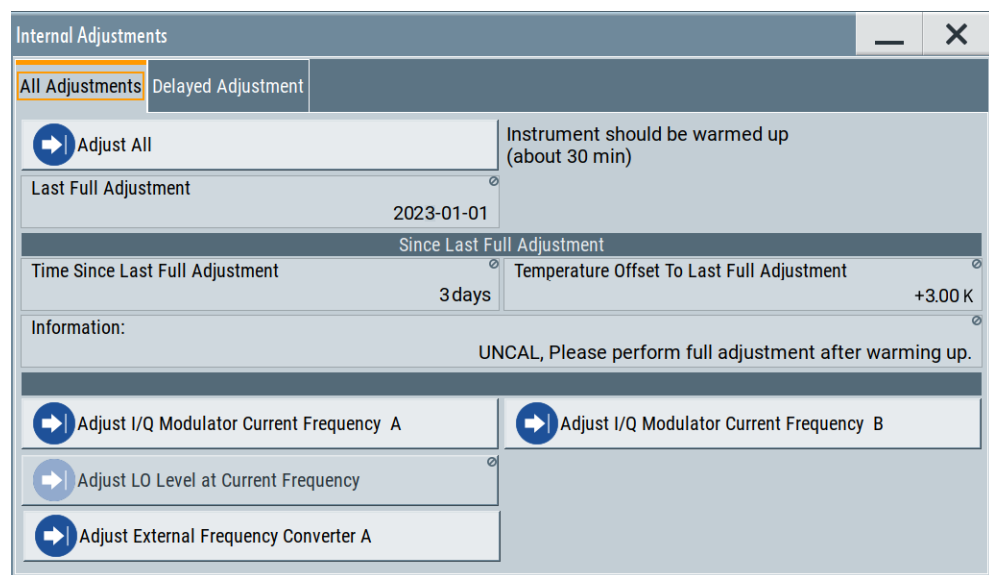 Internal Adjustments
All Adjustments Delayed Adjustment
Adjust All
Instrument should be warmed up
(about 30 min)
Last Full Adjustment
2023-01-01
Since Last Full Adjustment
Time Since Last Full Adjustment
3 days
Temperature Offset To Last Full Adjustment
+3.00 K
Information:
UNCAL, Please perform full adjustment after warming up.
Adjust I/Q Modulator Current Frequency A
Adjust I/Q Modulator Current Frequency B
Adjust LO Level at Current Frequency
Adjust External Frequency Converter A